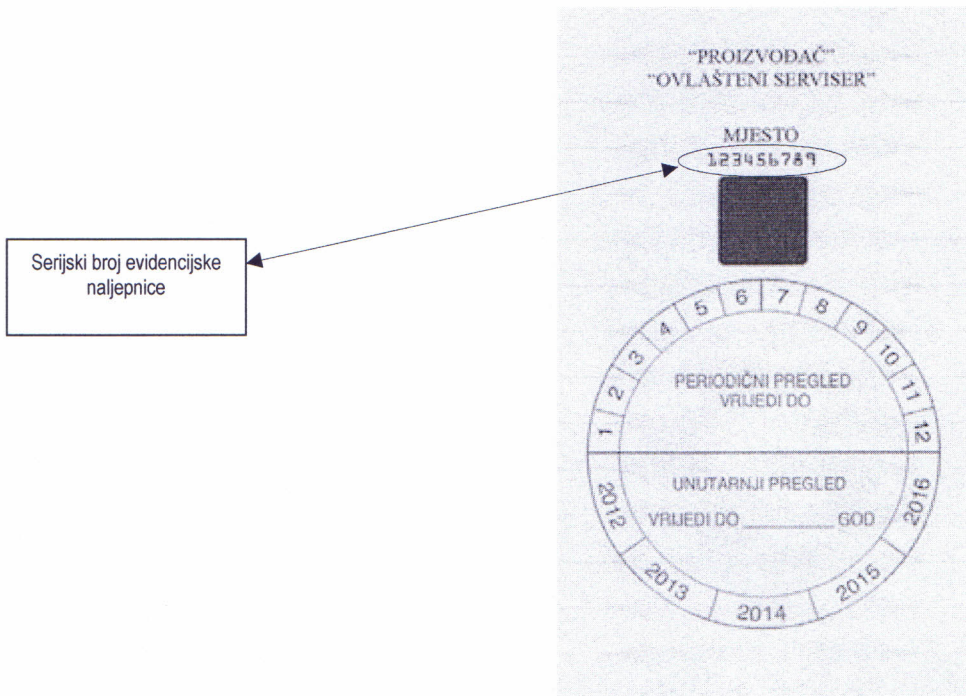 “PROIZVOĐAČ”
“OVLAŠTENI SERVISER”
MJESTO
123456789
Serijski broj evidencijske
naljepnice
1 2 3 4 5 6 7 8 9 10 11 12
PERIODIČNI PREGLED
VRIJEDI DO
UNUTARNJI PREGLED
VRIJEDI DO _________ GOD
2012 2013 2014 2015 2016